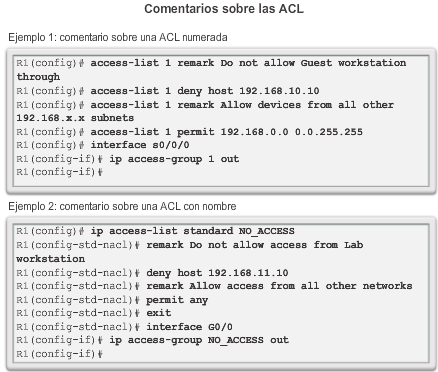 Comentarios sobre las ACL
Ejemplo 1: comentario sobre una ACL numerada
R1(config)# access-list 1 remark Do not allow Guest workstation
through
R1(config)# access-list 1 deny host 192.168.10.10
R1(config)# access-list 1 remark Allow devices from all other
192.168.x.x subnets
R1(config)# access-list 1 permit 192.168.0.0 0.0.255.255
R1(config)# interface s0/0/0
R1(config-if)# ip access-group 1 out
R1(config-if)#
Ejemplo 2: comentario sobre una ACL con nombre
R1(config)# ip access-list standard NO_ACCESS
R1(config-std-nacl)# remark Do not allow access from Lab
workstation
R1(config-std-nacl)# deny host 192.168.11.10
R1(config-std-nacl)# remark Allow access from all other networks
R1(config-std-nacl)# permit any
R1(config-std-nacl)# exit
R1(config-std-nacl)# interface G0/0
R1(config-if)# ip access-group NO_ACCESS out
R1(config-if)#